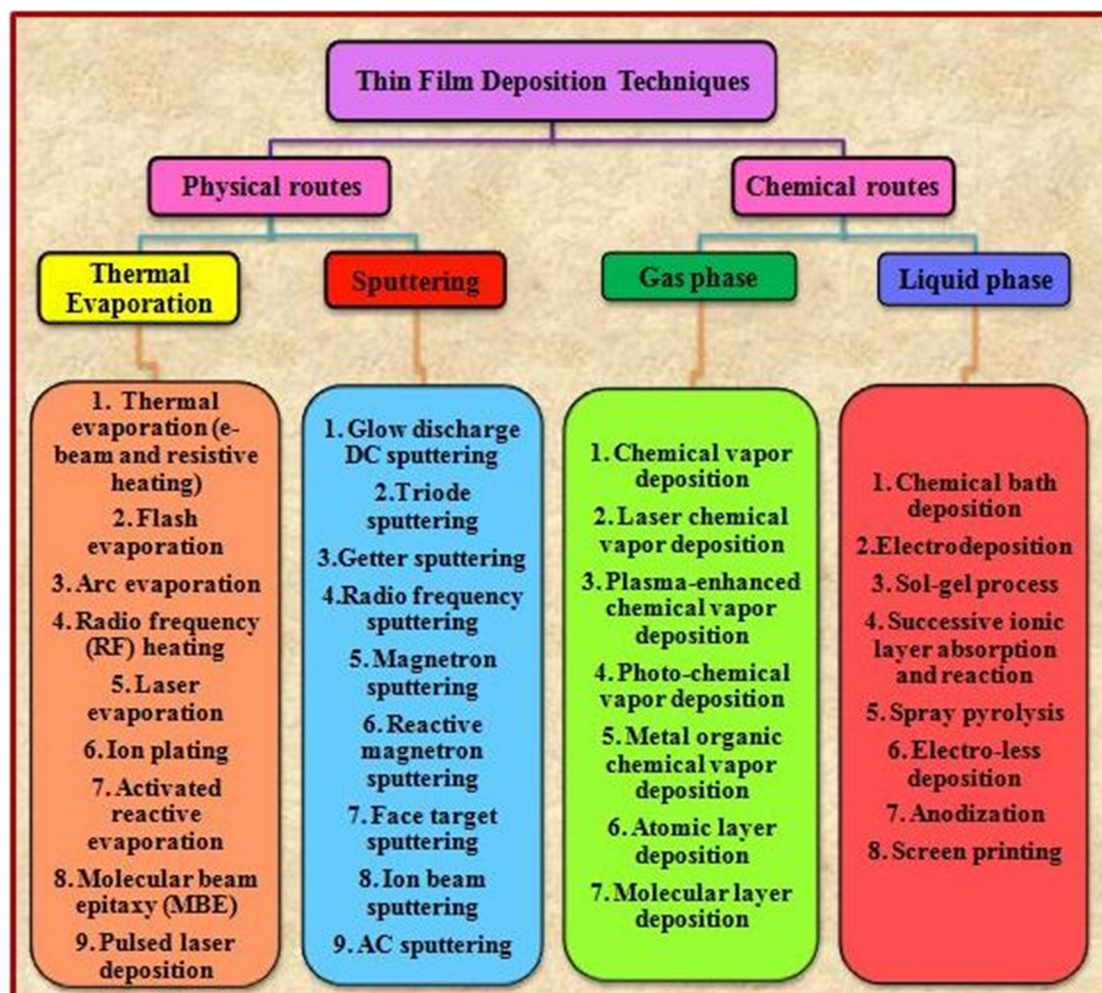 Thin Film Deposition Techniques
Physical routes
Chemical routes
Thermal
Evaporation
Sputtering
Gas phase
Liquid phase
1. Thermal
evaporation (e-
beam and resistive
heating)
2. Flash
evaporation
3. Arc evaporation
4. Radio frequency
(RF) heating
5. Laser
evaporation
6. Ion plating
7. Activated
reactive
evaporation
8. Molecular beam
epitaxy (MBE)
9. Pulsed laser
deposition
1. Glow discharge
DC sputtering
2.Triode
sputtering
3.Getter sputtering
4.Radio frequency
sputtering
5. Magnetron
sputtering
6. Reactive
magnetron
sputtering
7. Face target
sputtering
8. Ion beam
sputtering
9. AC sputtering
1. Chemical vapor
deposition
2. Laser chemical
vapor deposition
3. Plasma-enhanced
chemical vapor
deposition
4. Photo-chemical
vapor deposition
5. Metal organic
chemical vapor
deposition
6. Atomic layer
deposition
7. Molecular layer
deposition
1. Chemical bath
deposition
2.Electrodeposition
3. Sol-gel process
4. Successive ionic
layer absorption
and reaction
5. Spray pyrolysis
6. Electro-less
deposition
7. Anodization
8. Screen printing